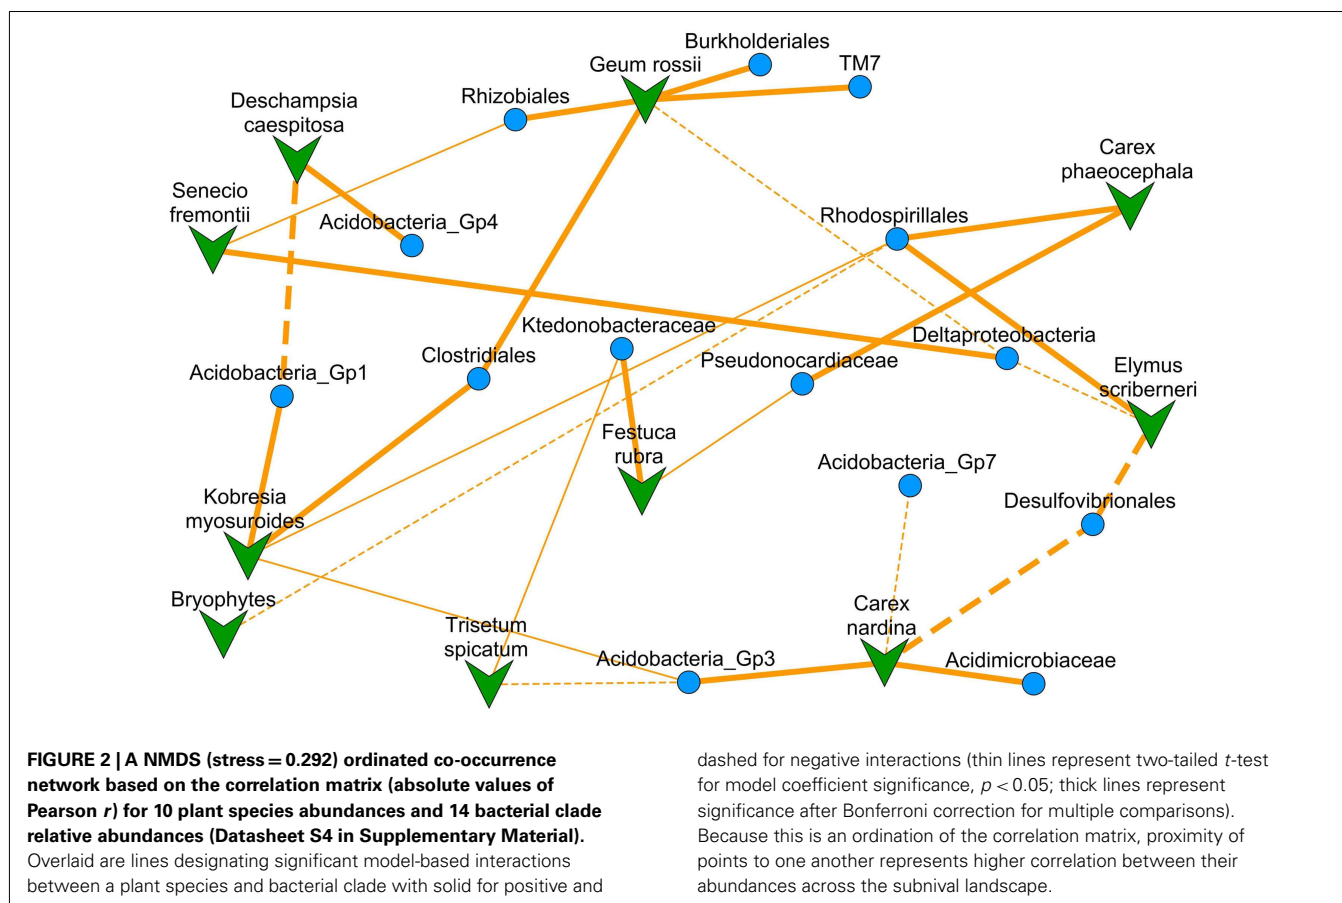 Burkholderiales
Geum rossii
TM7
Rhizobiales
Deschampsia
caespitosa
Carex
phaeocephala
Senecio
fremontii
Acidobacteria_Gp4
Rhodospirillales
Ktedonobacteraceae
Deltaproteobacteria
Clostridiales
Pseudonocardiaceae
Acidobacteria_Gp1
Elymus
scriberneri
Festuca
rubra
Acidobacteria_Gp7
Kobresia
myosuroides
Desulfovibrionales
Bryophytes
Trisetum
spicatum
Carex
nardina
Acidobacteria_Gp3
Acidimicrobiaceae
FIGURE 2 | A NMDS (stress = 0.292) ordinated co-occurrence
network based on the correlation matrix (absolute values of
Pearson r) for 10 plant species abundances and 14 bacterial clade
relative abundances (Datasheet S4 in Supplementary Material).
Overlaid are lines designating significant model-based interactions
between a plant species and bacterial clade with solid for positive and
dashed for negative interactions (thin lines represent two-tailed t-test
for model coefficient significance, p < 0.05; thick lines represent
significance after Bonferroni correction for multiple comparisons).
Because this is an ordination of the correlation matrix, proximity of
points to one another represents higher correlation between their
abundances across the subnival landscape.